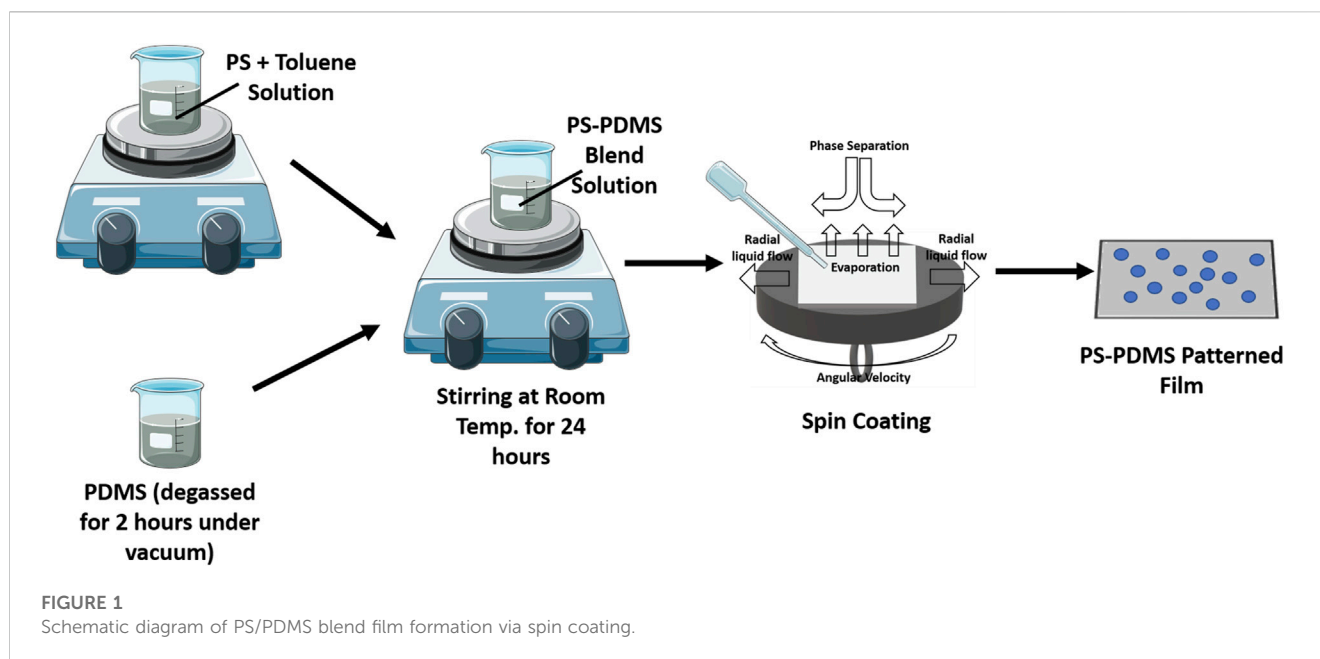 PS + Toluene
Solution
PS-PDMS
Blend
Solution
Phase Separation
Radial
liquid flow
Evaporation
Radial
liquid flow
Angular Velocity
PDMS (degassed
for 2 hours under
vacuum)
Stirring at Room
Temp. for 24
hours
Spin Coating
PS-PDMS Patterned
Film
FIGURE 1
Schematic diagram of PS/PDMS blend film formation via spin coating.